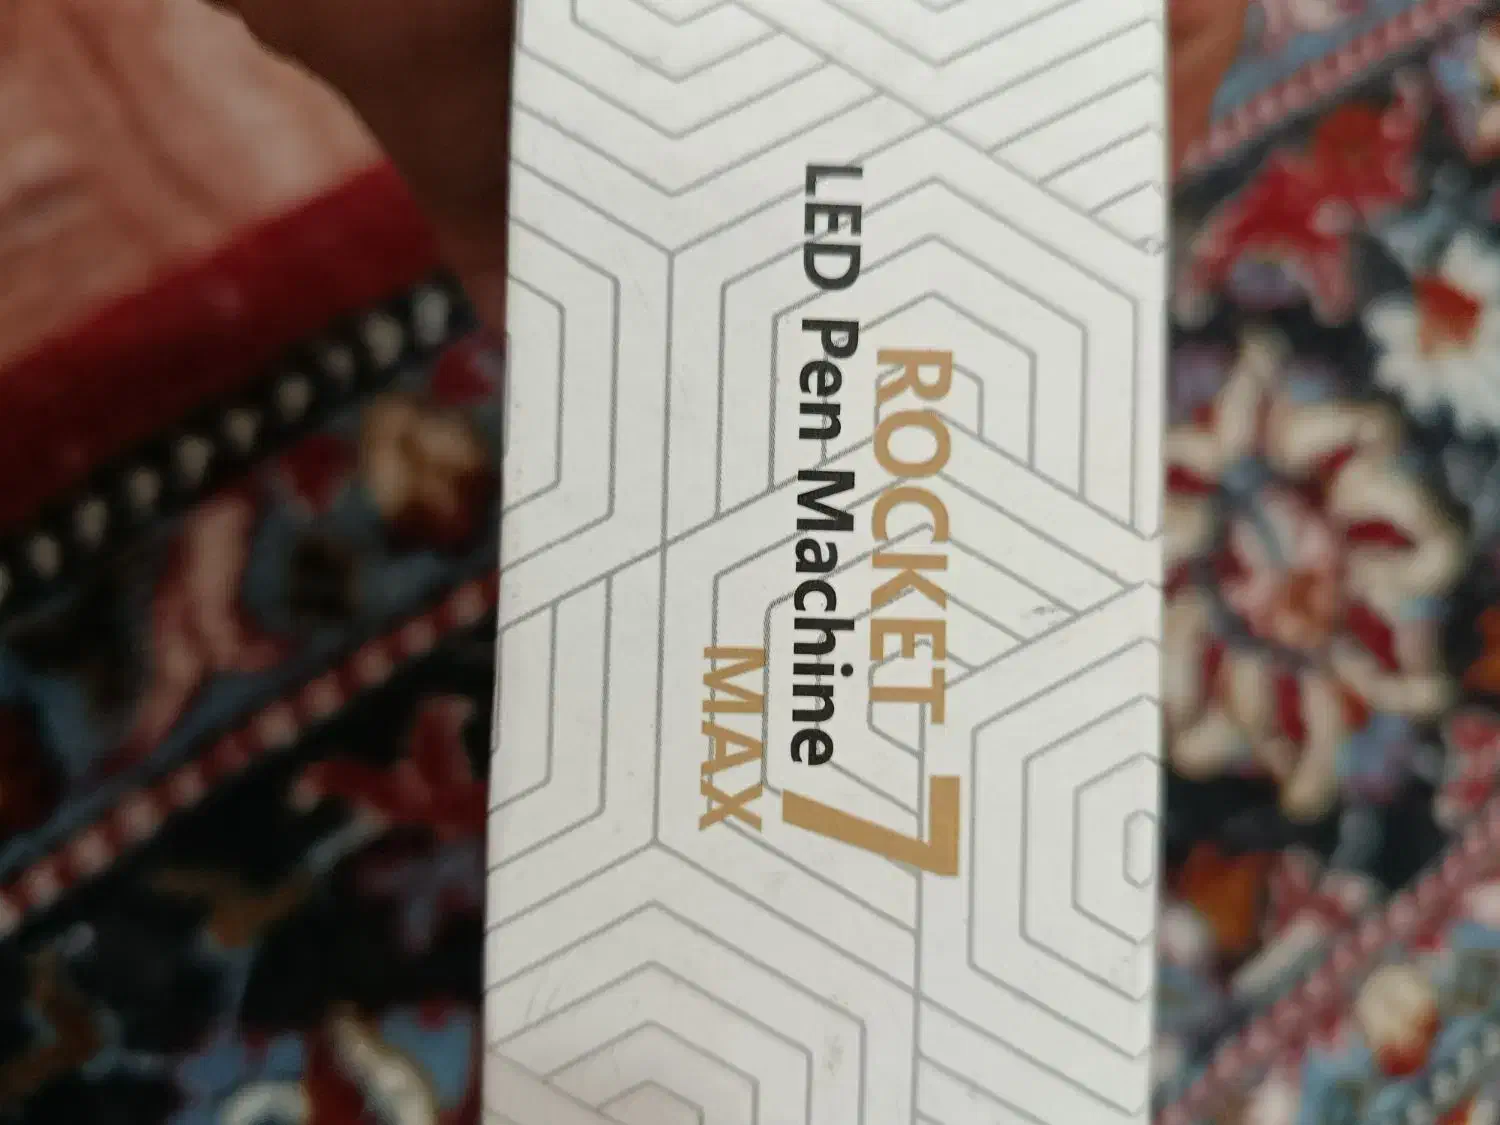 ROCKET 7
LED Pen Machine
MAX